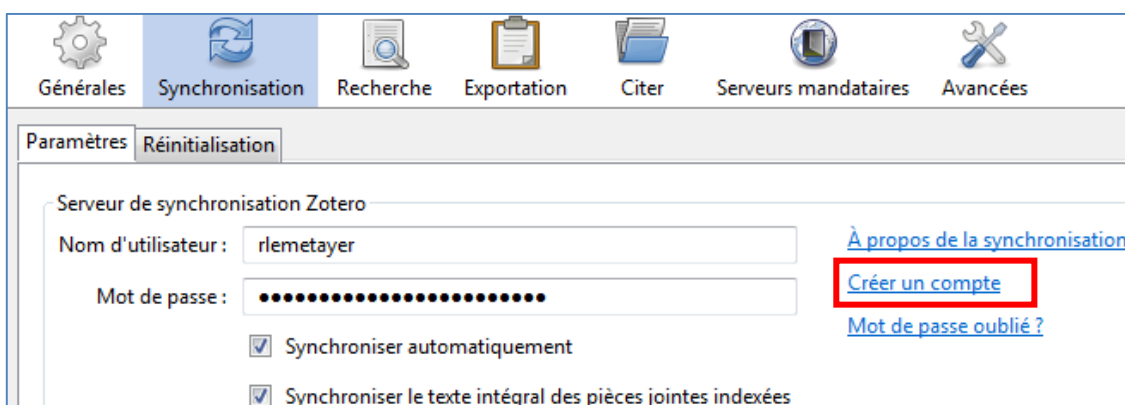 Générales Synchronisation Recherche Exportation Citer Serveurs mandataires Avancées
Paramètres Réinitialisation
Serveur de synchronisation Zotero
Nom d'utilisateur : rlemetayer À propos de la synchronisation
Créer un compte
Mot de passe : ••••••••••••••••••••••••
Mot de passe oublié ?
Synchroniser automatiquement
Synchroniser le texte intégral des pièces jointes indexées